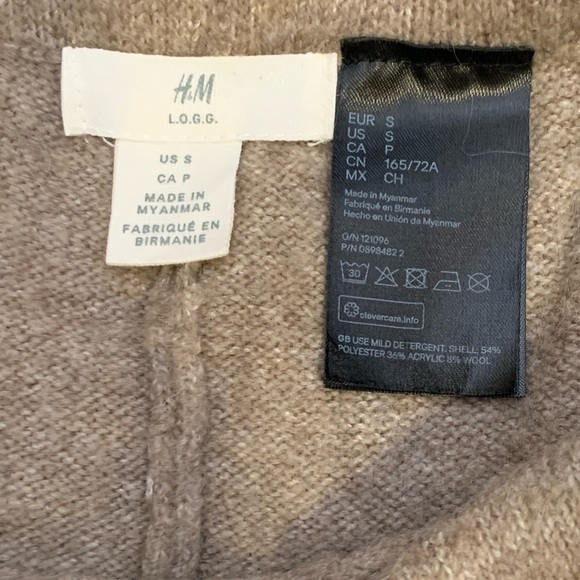 H&M
L.O.G.G.
US S
CA P
MADE IN
MYANMAR
FABRIQUÉ EN
BIRMANIE
EUR S
US S
CA P
CN 165/72A
MX CH
Made in Myanmar
Fabriqué en Birmanie
Hecho en Unión de Myanmar
O/N 121096
P/N 0898482 2
30
clevercare.info
GB USE MILD DETERGENT. SHELL: 54%
POLYESTER 36% ACRYLIC 8% WOOL